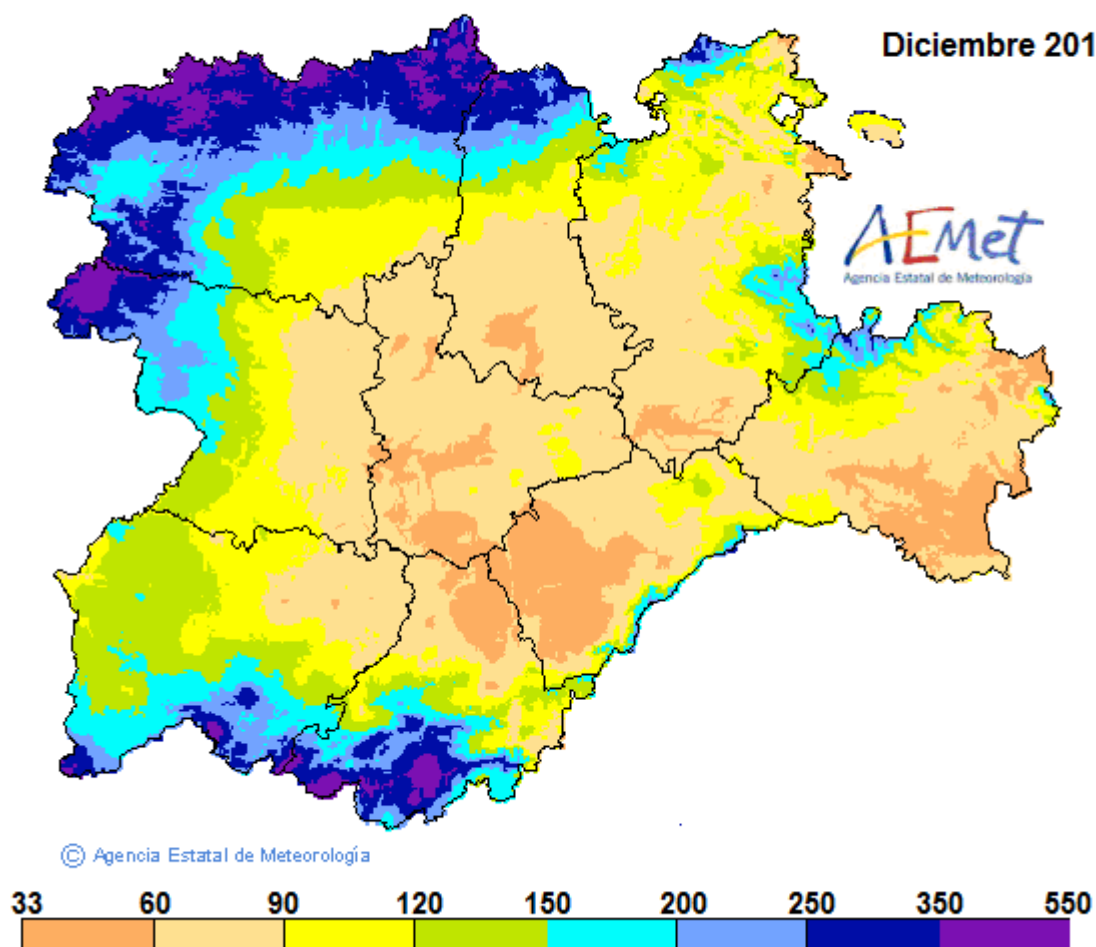 Diciembre 201
AEMet
Agencia Estatal de Meteorología
© Agencia Estatal de Meteorología
33 60 90 120 150 200 250 350 550